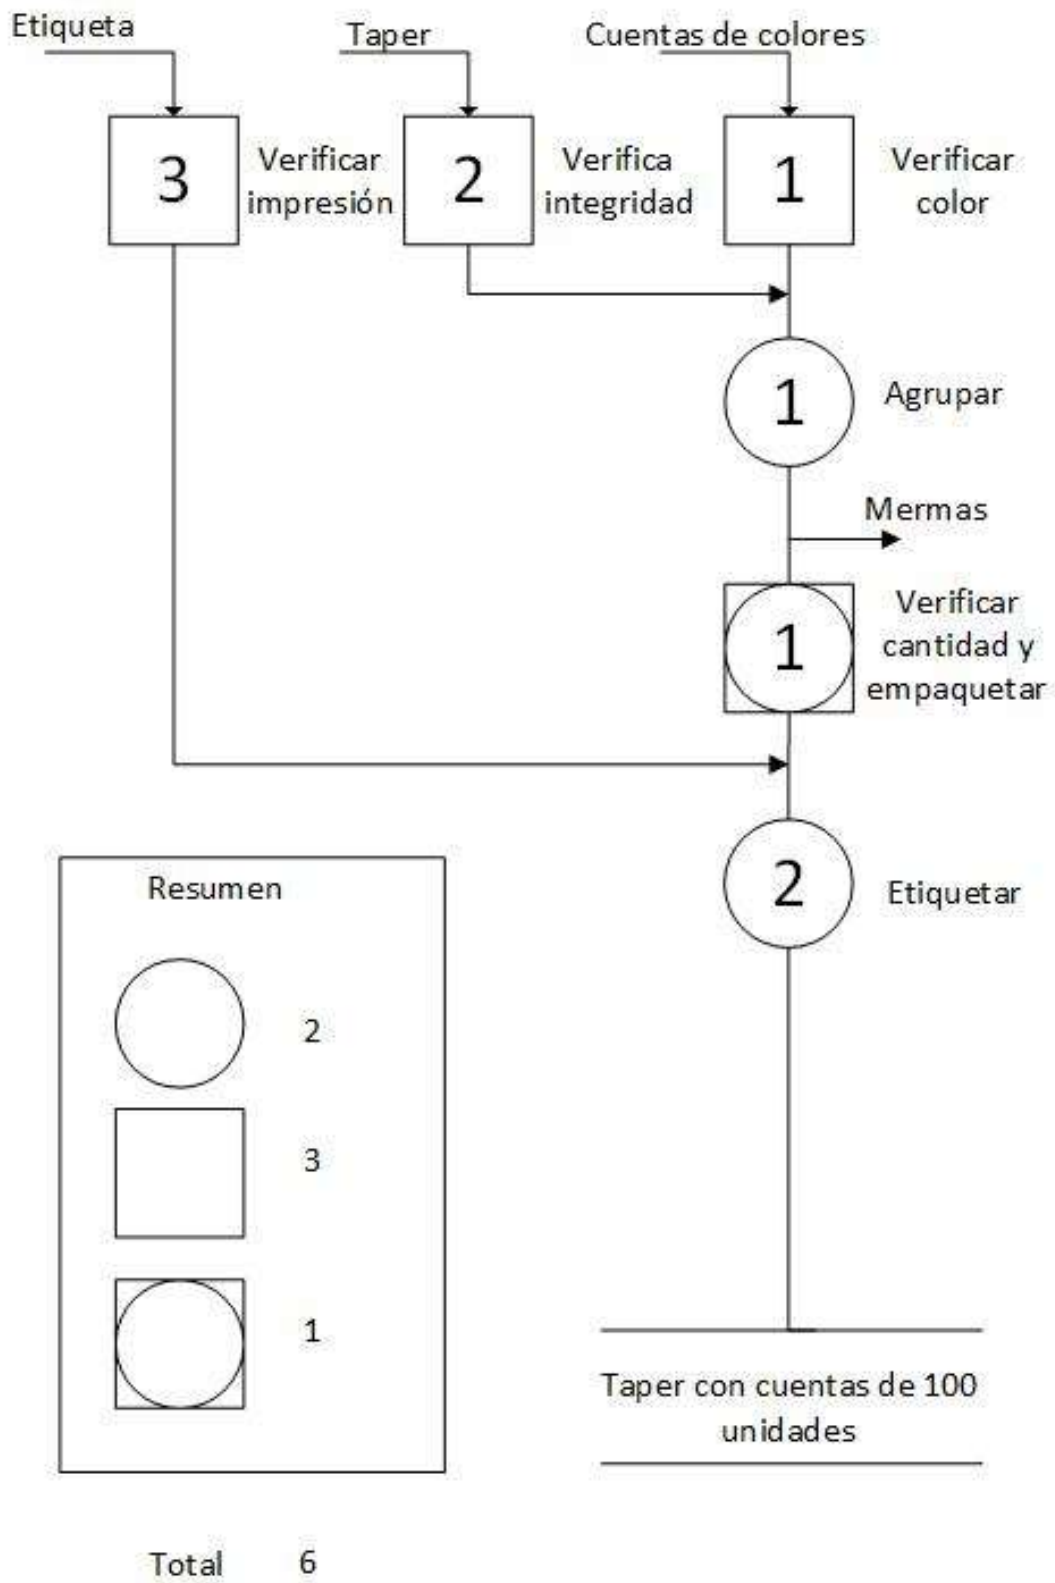 Etiqueta
Taper
Cuentas de colores
3
Verificar
impresión
2
Verifica
integridad
1
Verificar
color
1
Agrupar
Mermas
1
Verificar
cantidad y
empaquetar
2
Etiquetar
Resumen
2
3
1
Taper con cuentas de 100
unidades
Total 6